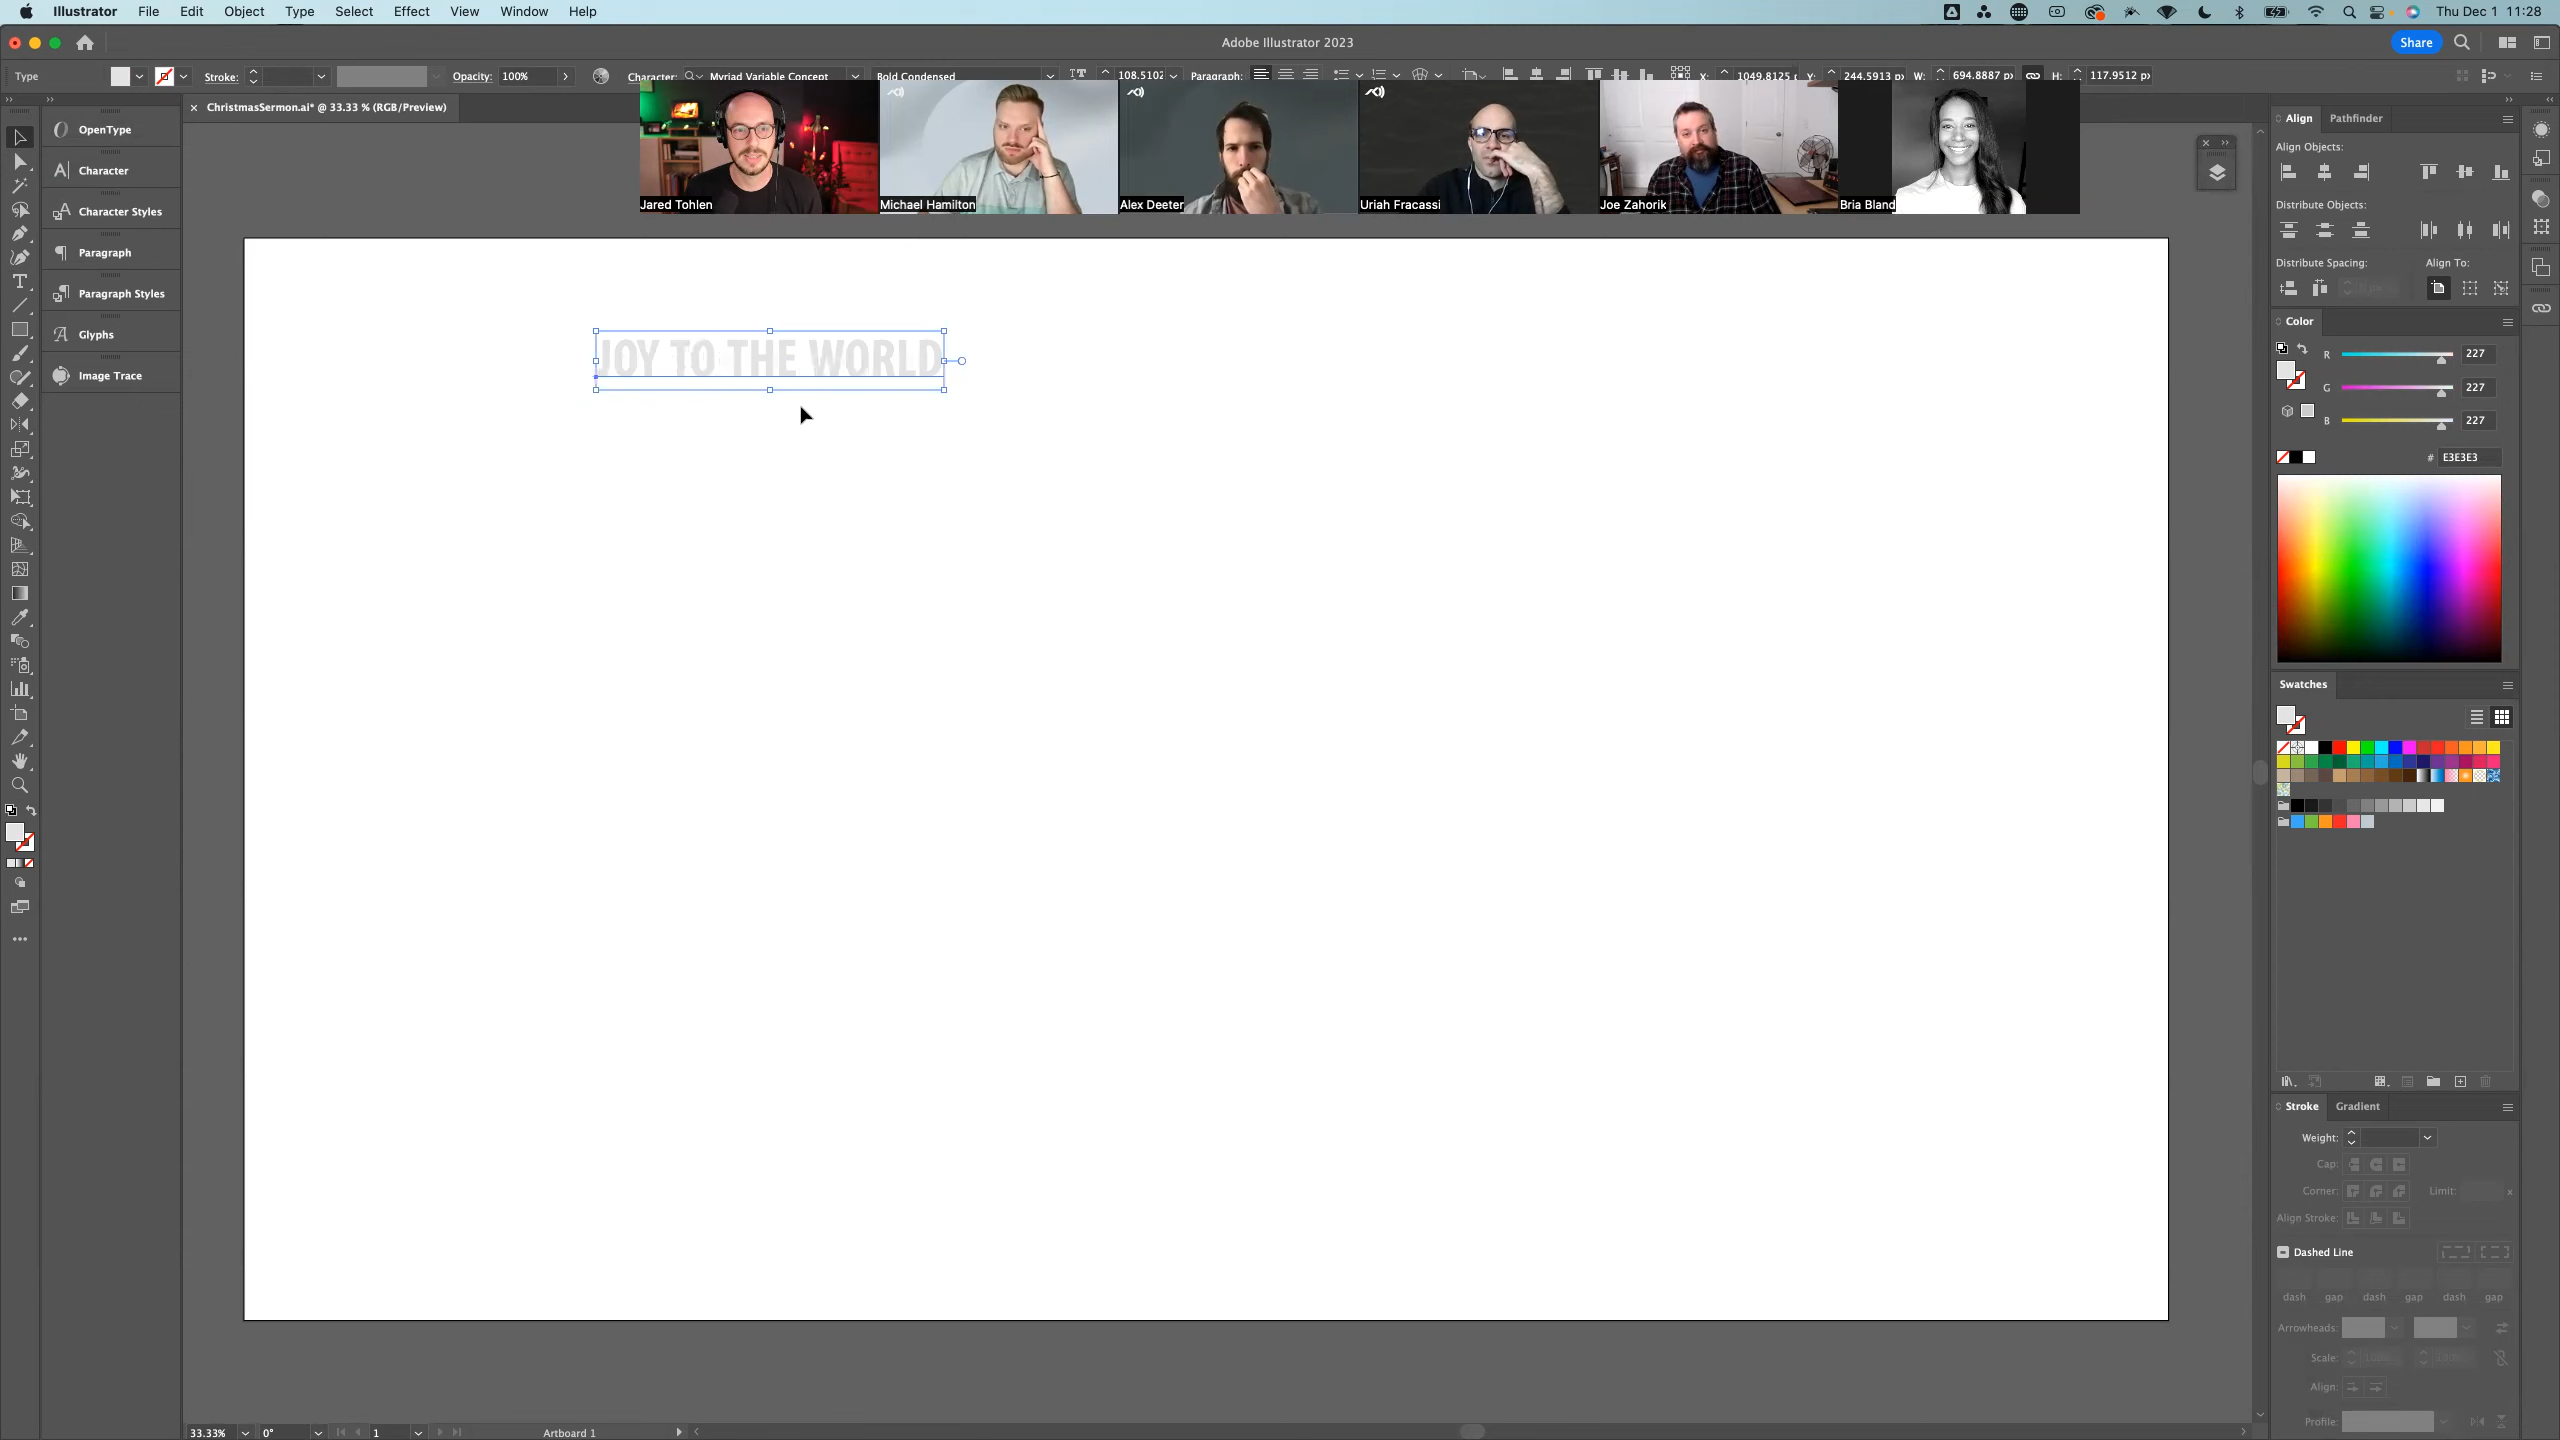 Illustrator File Edit Object Type Select Effect View Window Help Thu Dec 1 11:28
Adobe Illustrator 2023 Share
Type Stroke: Opacity: 100% Character: Myriad Variable Concept Bold Condensed 108.5102 Paragraph: X: 1049.8125 Y: 244.5913 W: 694.8887 H: 117.9512
× ChristmasSermon.ai* @ 33.33 % (RGB/Preview)
OpenType
Character
Character Styles
Paragraph
Paragraph Styles
Glyphs
Image Trace
Jared Tohlen
Michael Hamilton
Alex Deeter
Uriah Fracassi
Joe Zahorik
Bria Bland
JOY TO THE WORLD
Align Pathfinder
Align Objects:
Distribute Objects:
Distribute Spacing: Align To:
Color
R 227
G 227
B 227
# E3E3E3
Swatches
Stroke Gradient
Weight:
Cap:
Corner: Limit: x
Align Stroke:
Dashed Line
dash gap dash gap dash gap
Arrowheads:
Scale:
Align:
Profile:
33.33% 0° 1 Artboard 1